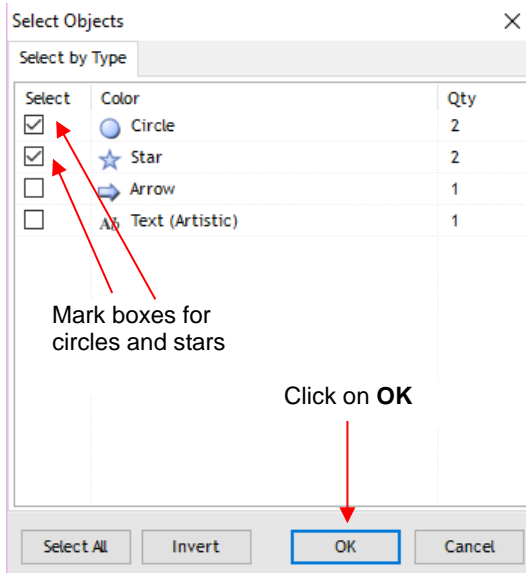 Select Objects
Select by Type
Select Color Qty
Circle 2
Star 2
Arrow 1
Ab Text (Artistic) 1
Mark boxes for
circles and stars
Click on OK
Select All Invert OK Cancel